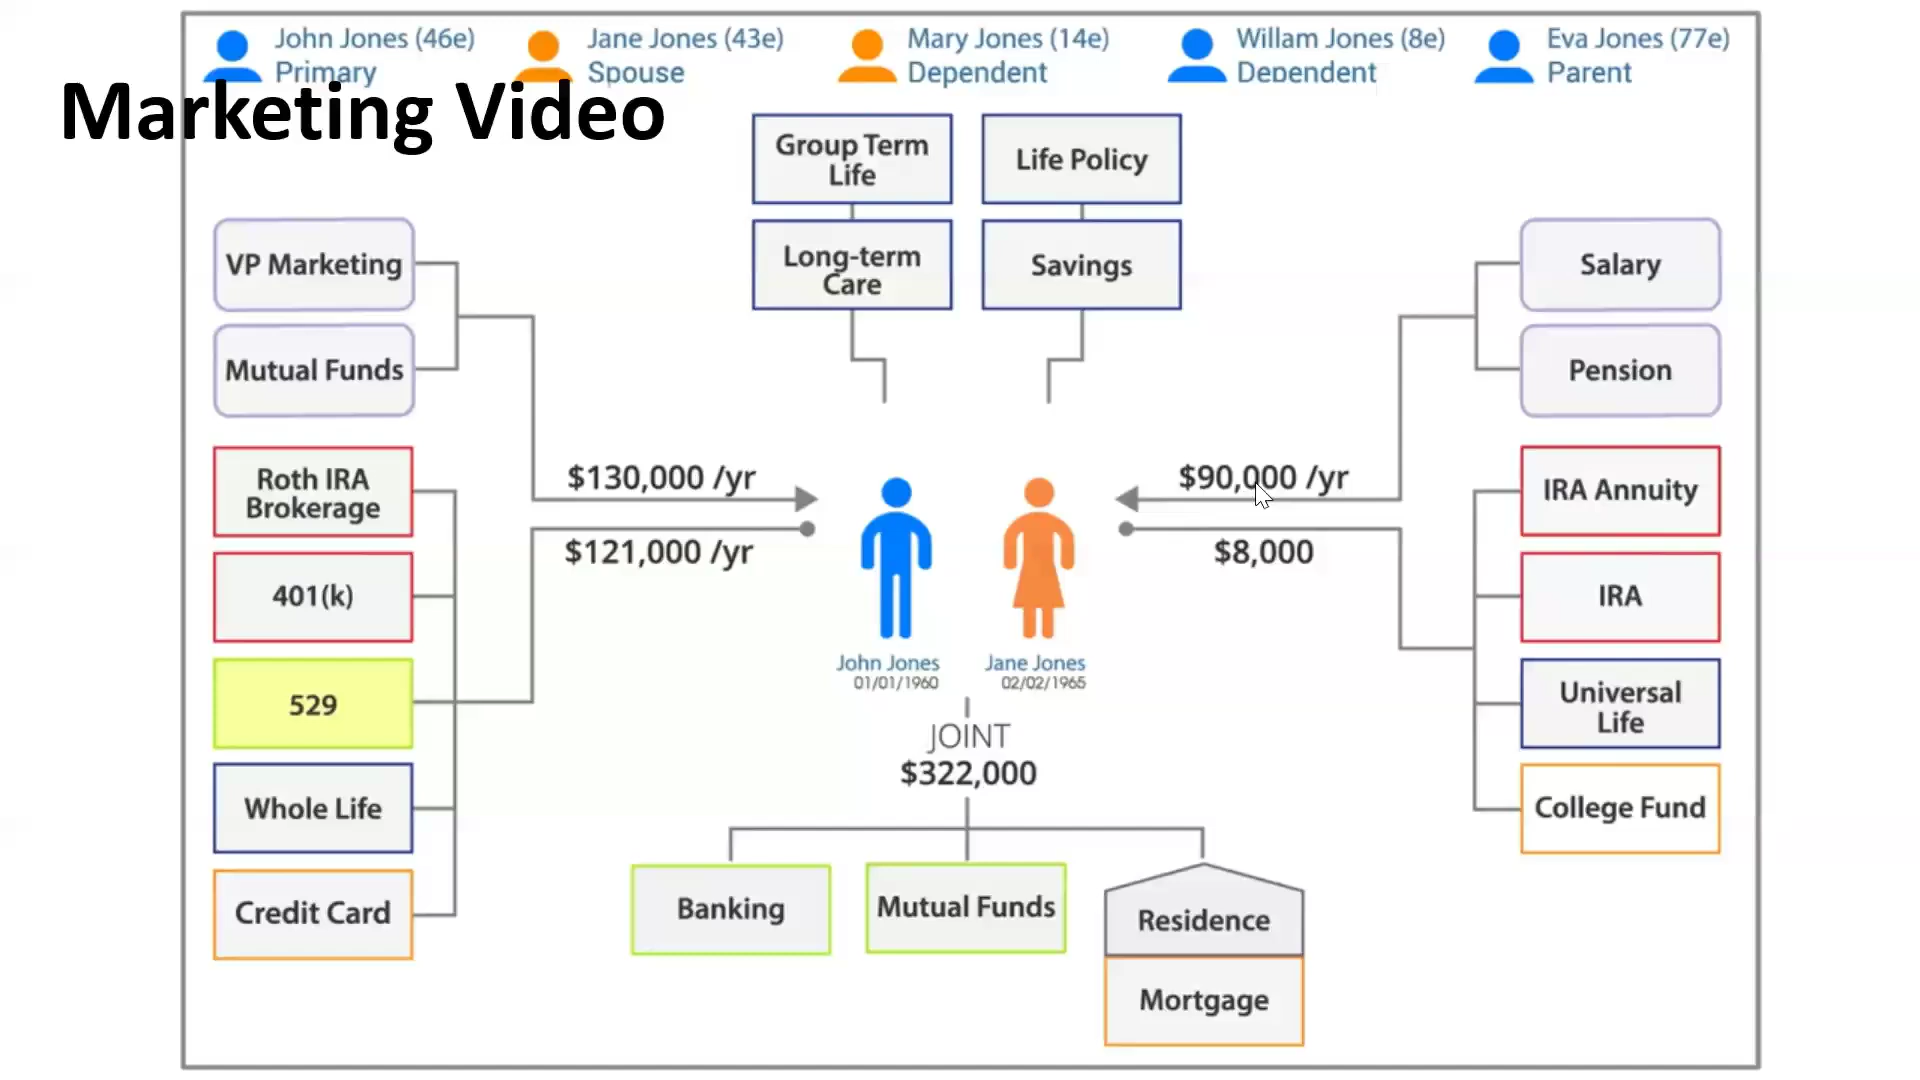 John Jones (46e)
Primary
Jane Jones (43e)
Spouse
Mary Jones (14e)
Dependent
Willam Jones (8e)
Dependent
Eva Jones (77e)
Parent
Marketing Video
Group Term
Life
Life Policy
Long-term
Care
Savings
VP Marketing
Mutual Funds
Salary
Pension
Roth IRA
Brokerage
401(k)
529
Whole Life
Credit Card
$130,000 /yr
$121,000 /yr
$90,000 /yr
$8,000
IRA Annuity
IRA
Universal
Life
College Fund
John Jones
01/01/1960
Jane Jones
02/02/1965
JOINT
$322,000
Banking
Mutual Funds
Residence
Mortgage